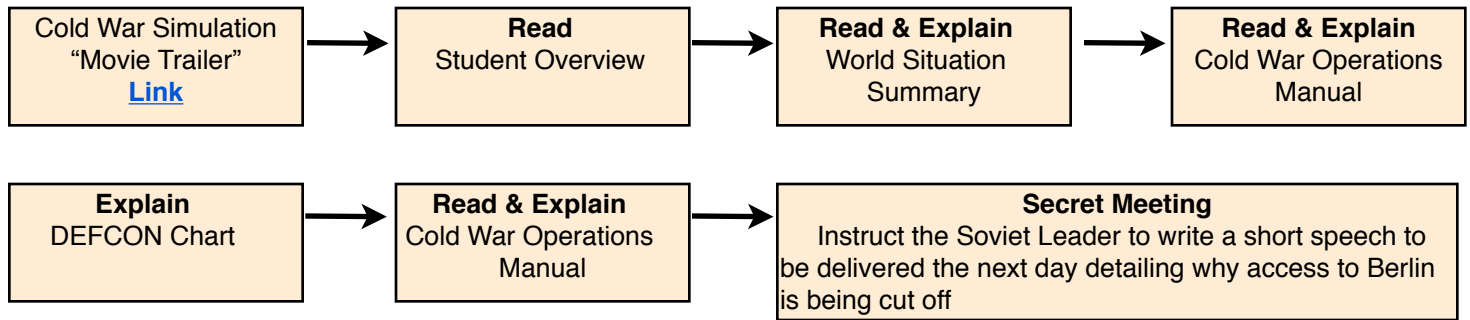 Cold War Simulation
“Movie Trailer”
Link
Read
Student Overview
Read & Explain
World Situation
Summary
Read & Explain
Cold War Operations
Manual
Explain
DEFCON Chart
Read & Explain
Cold War Operations
Manual
Secret Meeting
Instruct the Soviet Leader to write a short speech to
be delivered the next day detailing why access to Berlin
is being cut off